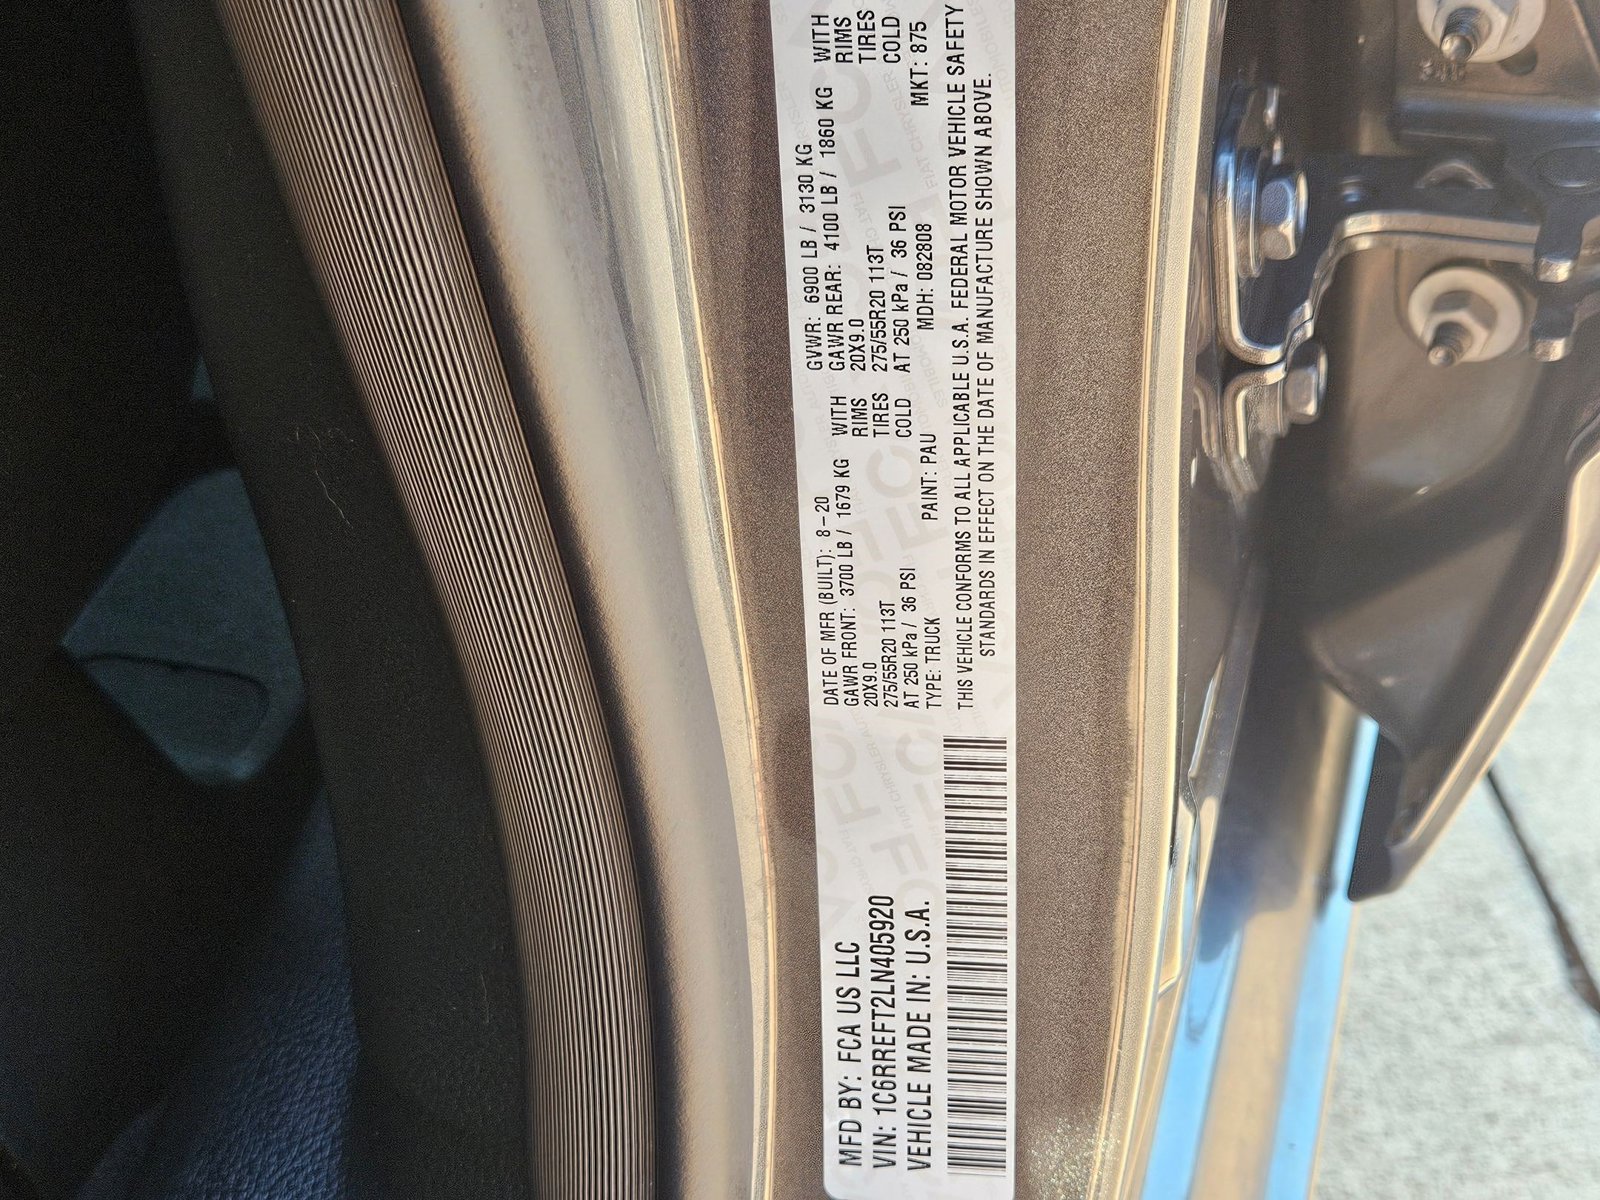 MFD BY: FCA US LLC
VIN: 1C6RREFT2LN405920
VEHICLE MADE IN: U.S.A.
DATE OF MFR (BUILT): 8-20 GVWR: 6900 LB / 3130 KG
GAWR FRONT: 3700 LB / 1679 KG WITH GAWR REAR: 4100 LB / 1860 KG WITH
20X9.0 RIMS 20X9.0 RIMS
275/55R20 113T TIRES 275/55R20 113T TIRES
AT 250 kPa / 36 PSI COLD AT 250 kPa / 36 PSI COLD
TYPE: TRUCK PAINT: PAU MDH: 082808 MKT: 875
THIS VEHICLE CONFORMS TO ALL APPLICABLE U.S.A. FEDERAL MOTOR VEHICLE SAFETY
STANDARDS IN EFFECT ON THE DATE OF MANUFACTURE SHOWN ABOVE.